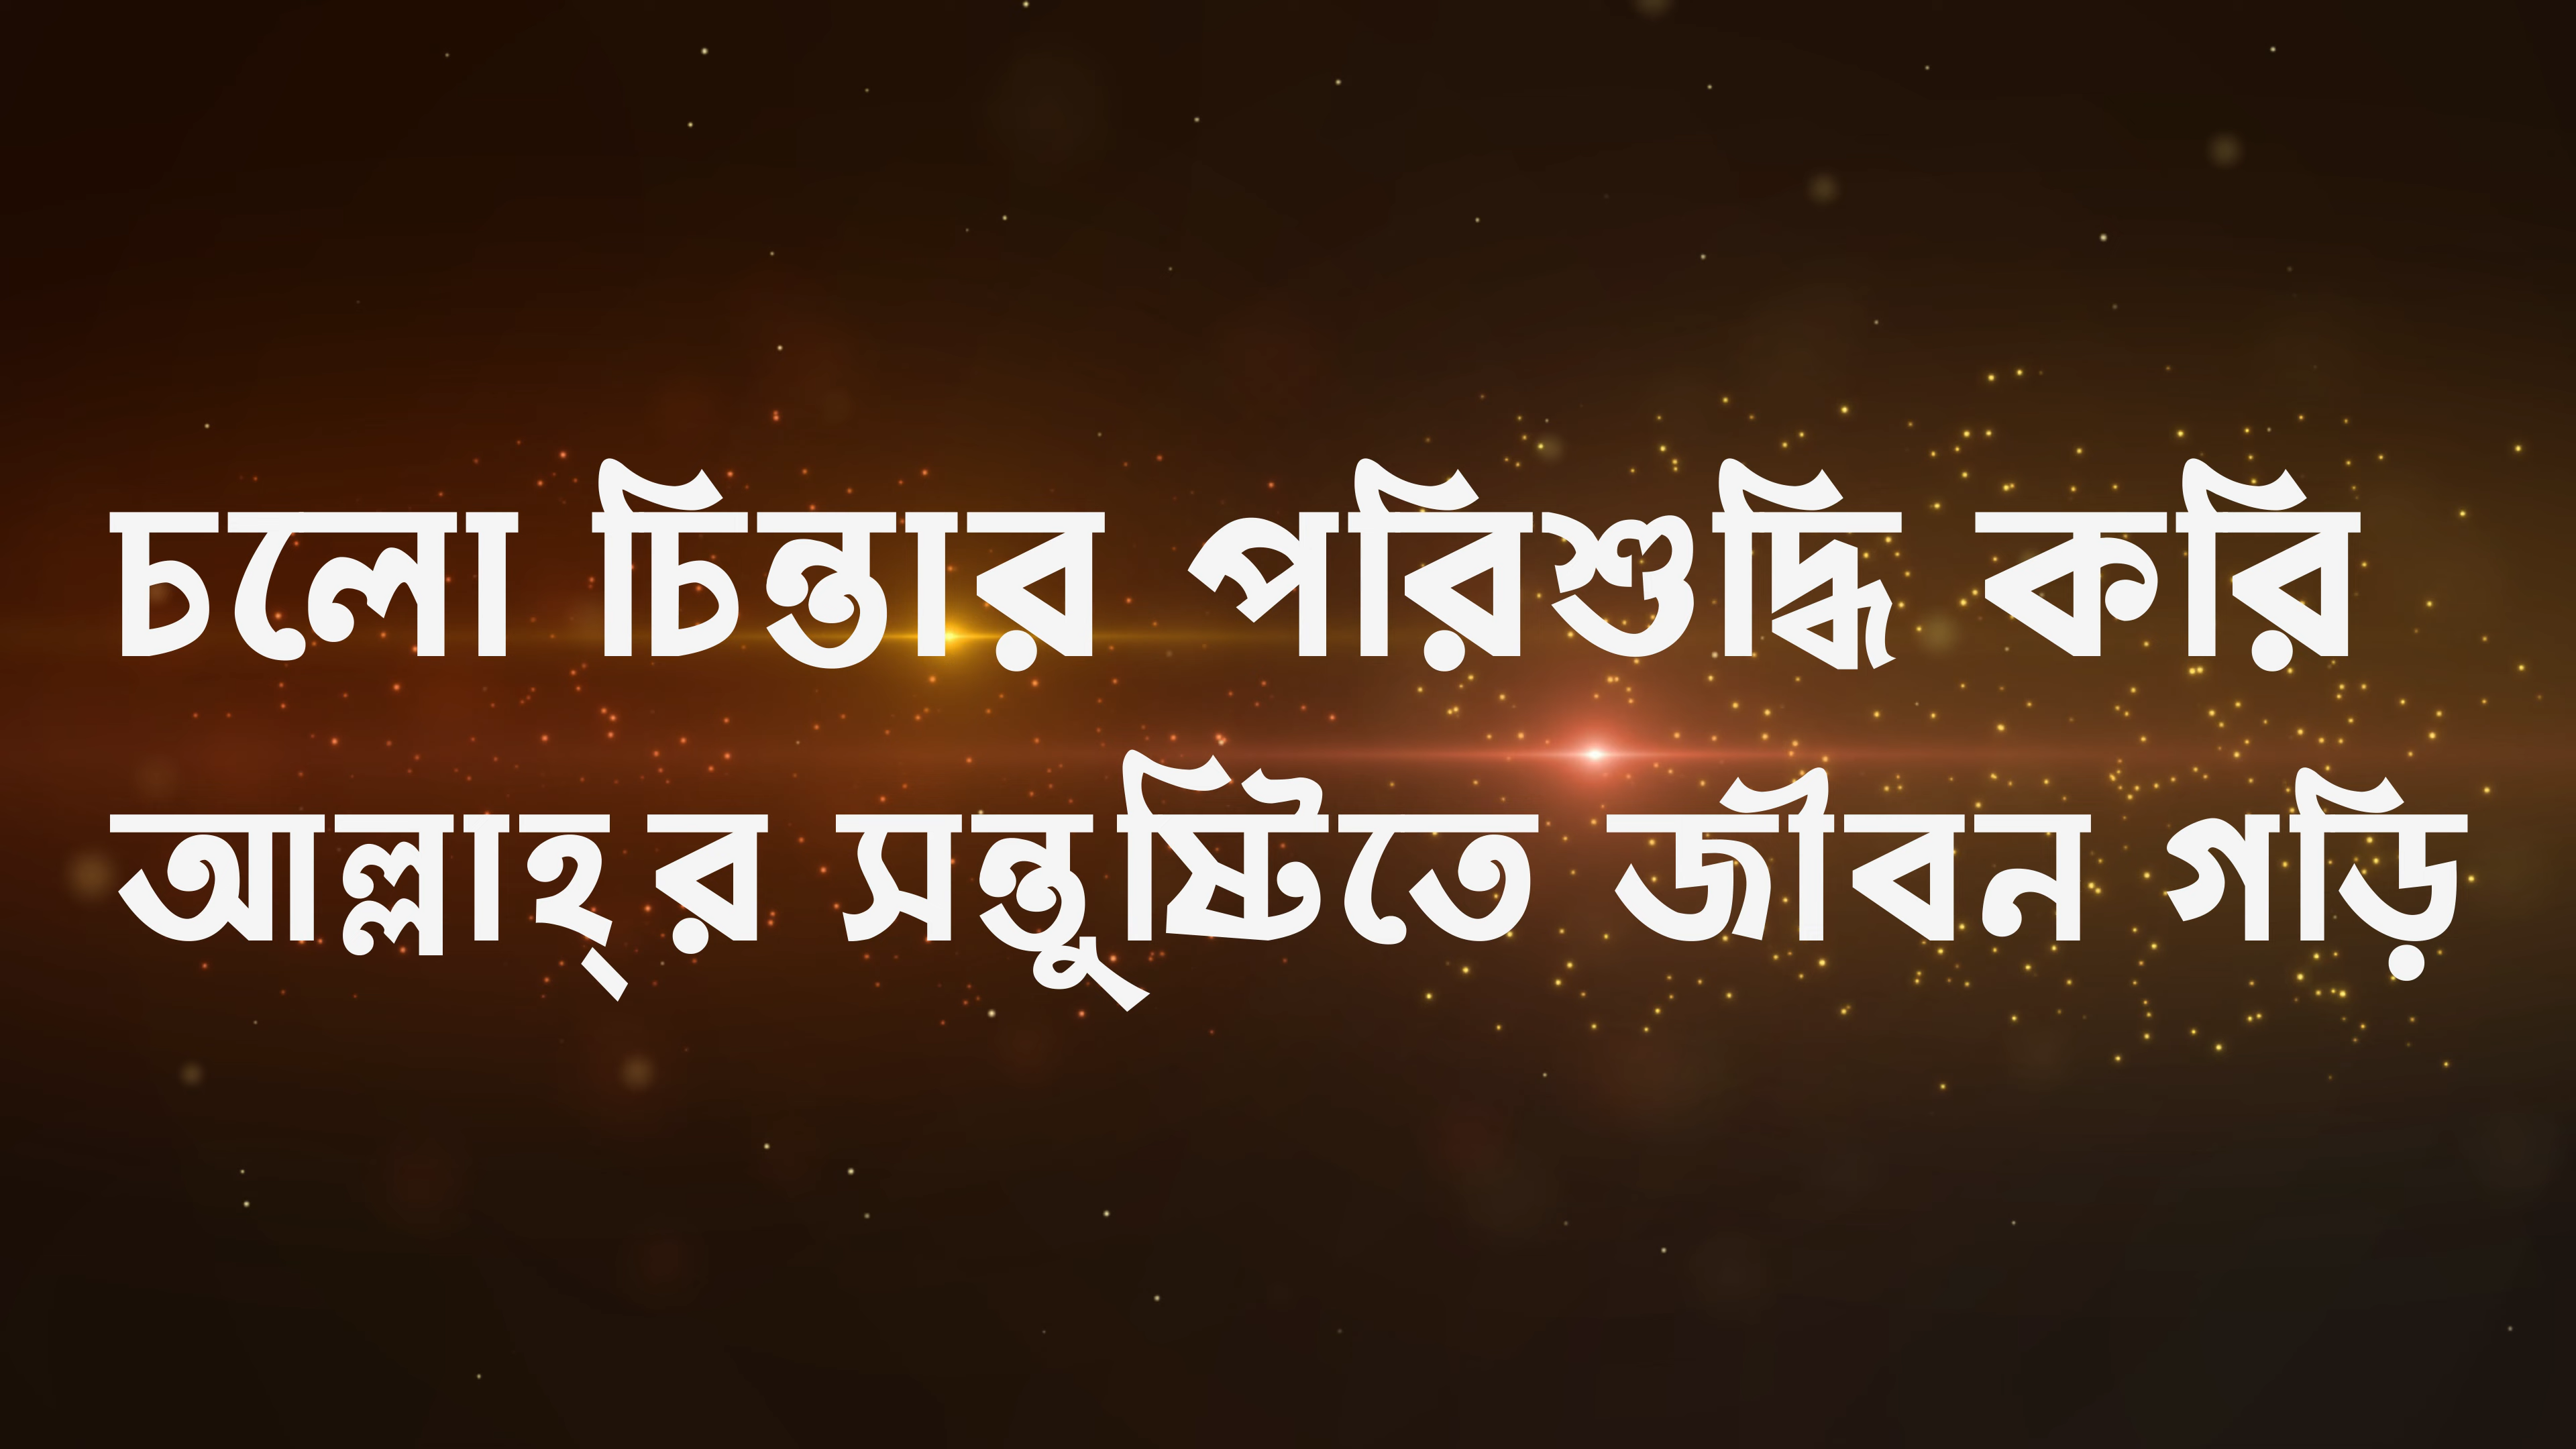 চলো চিন্তার পরিশুদ্ধি করি
আল্লাহ্‌র সন্তুষ্টিতে জীবন গড়ি